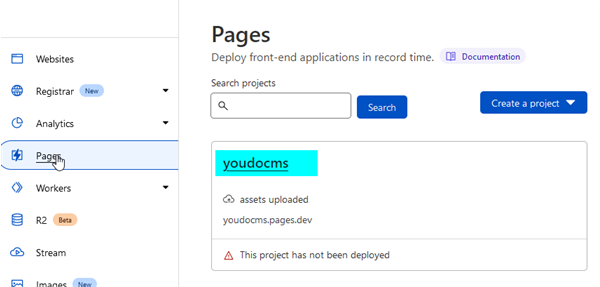 Websites
Registrar New
Analytics
Pages
Workers
R2 Beta
Stream
Images New
Pages
Deploy front-end applications in record time. Documentation
Search projects
Search
Create a project
youdocms
assets uploaded
youdocms.pages.dev
This project has not been deployed